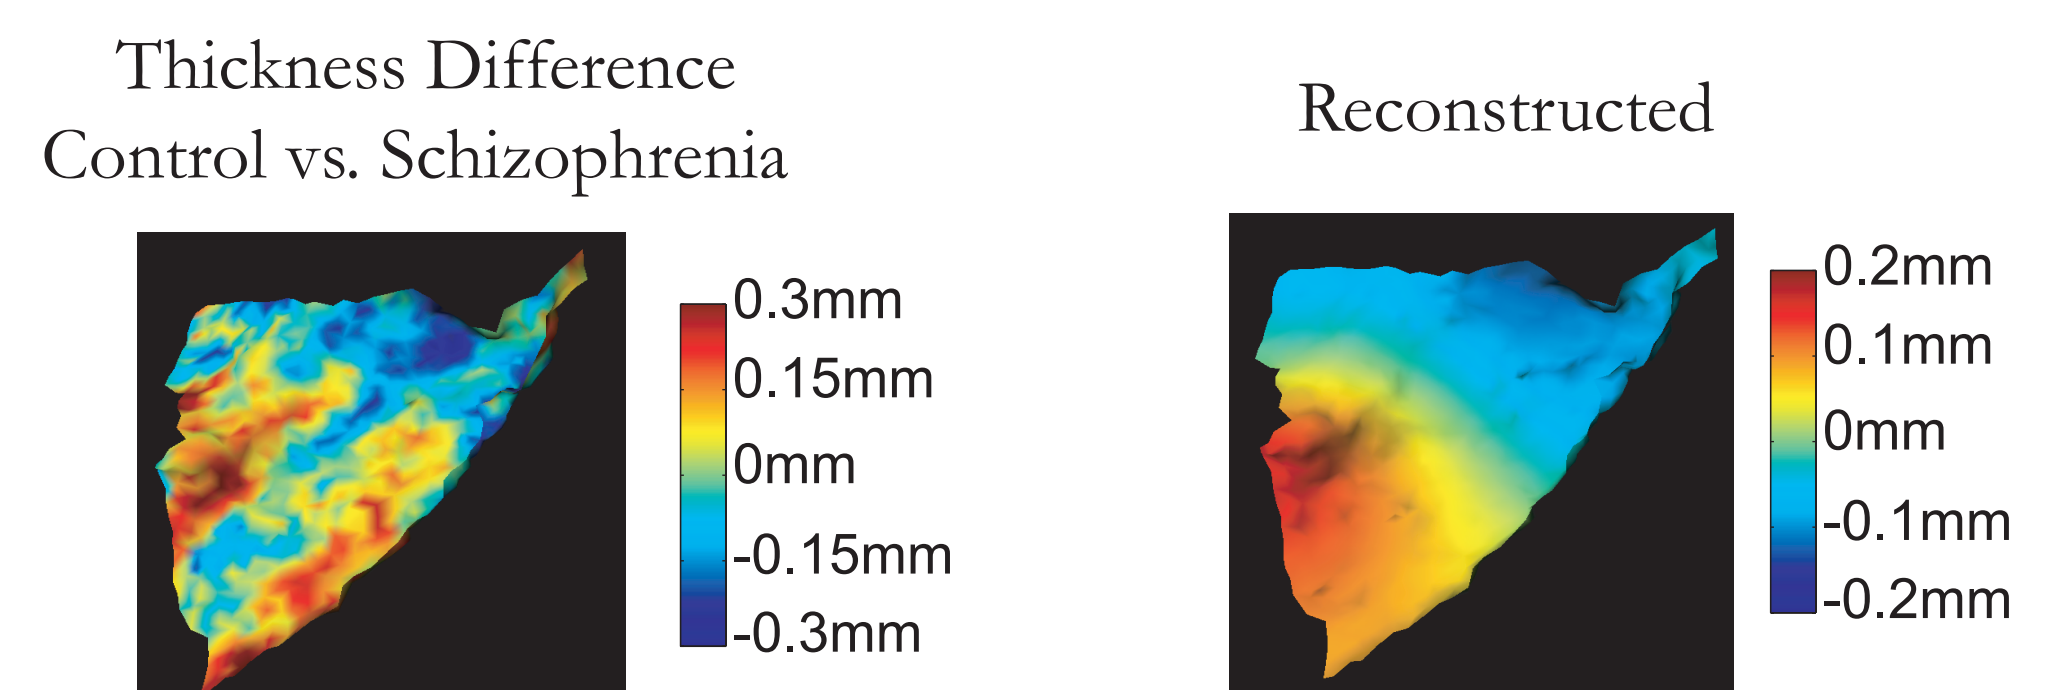 Thickness Difference
Control vs. Schizophrenia
0.3mm
0.15mm
0mm
-0.15mm
-0.3mm
Reconstructed
0.2mm
0.1mm
0mm
-0.1mm
-0.2mm